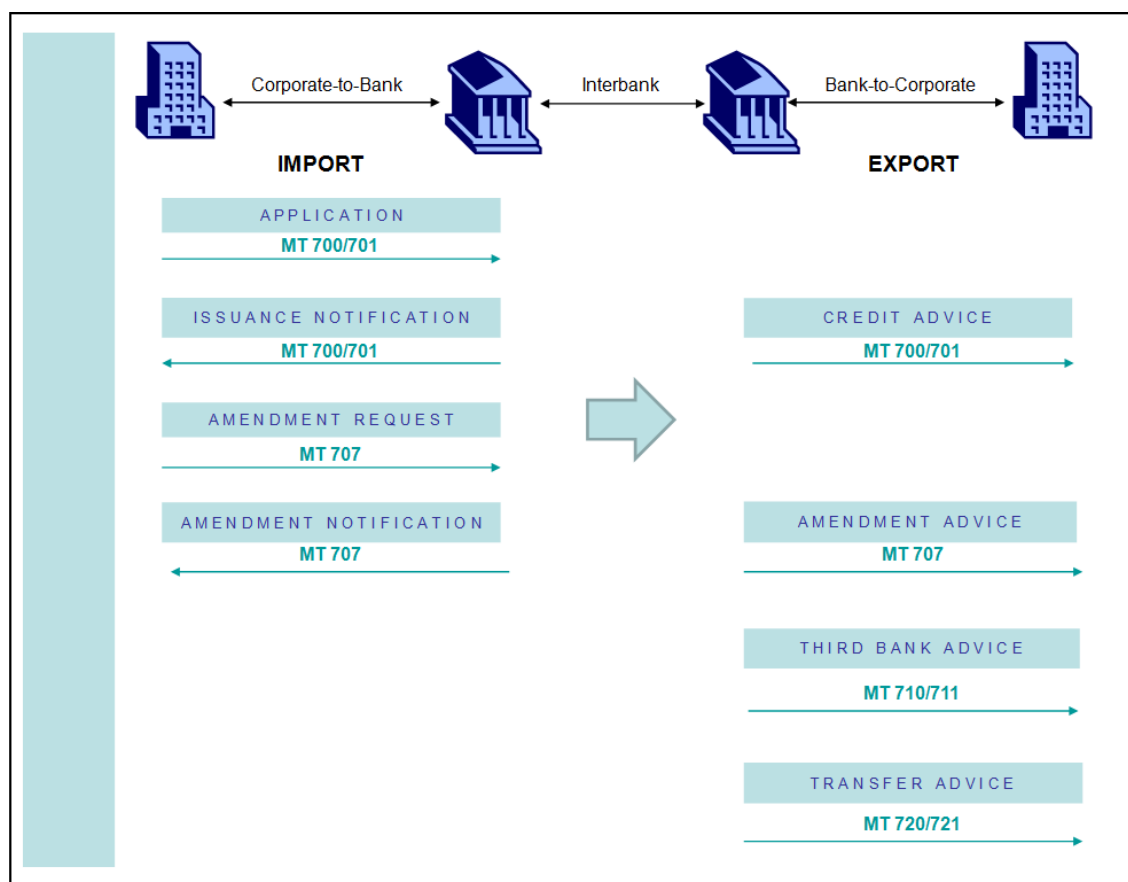 Corporate-to-Bank
Interbank
Bank-to-Corporate
IMPORT
EXPORT
APPLICATION
MT 700/701
ISSUANCE NOTIFICATION
MT 700/701
CREDIT ADVICE
MT 700/701
AMENDMENT REQUEST
MT 707
AMENDMENT NOTIFICATION
MT 707
AMENDMENT ADVICE
MT 707
THIRD BANK ADVICE
MT 710/711
TRANSFER ADVICE
MT 720/721